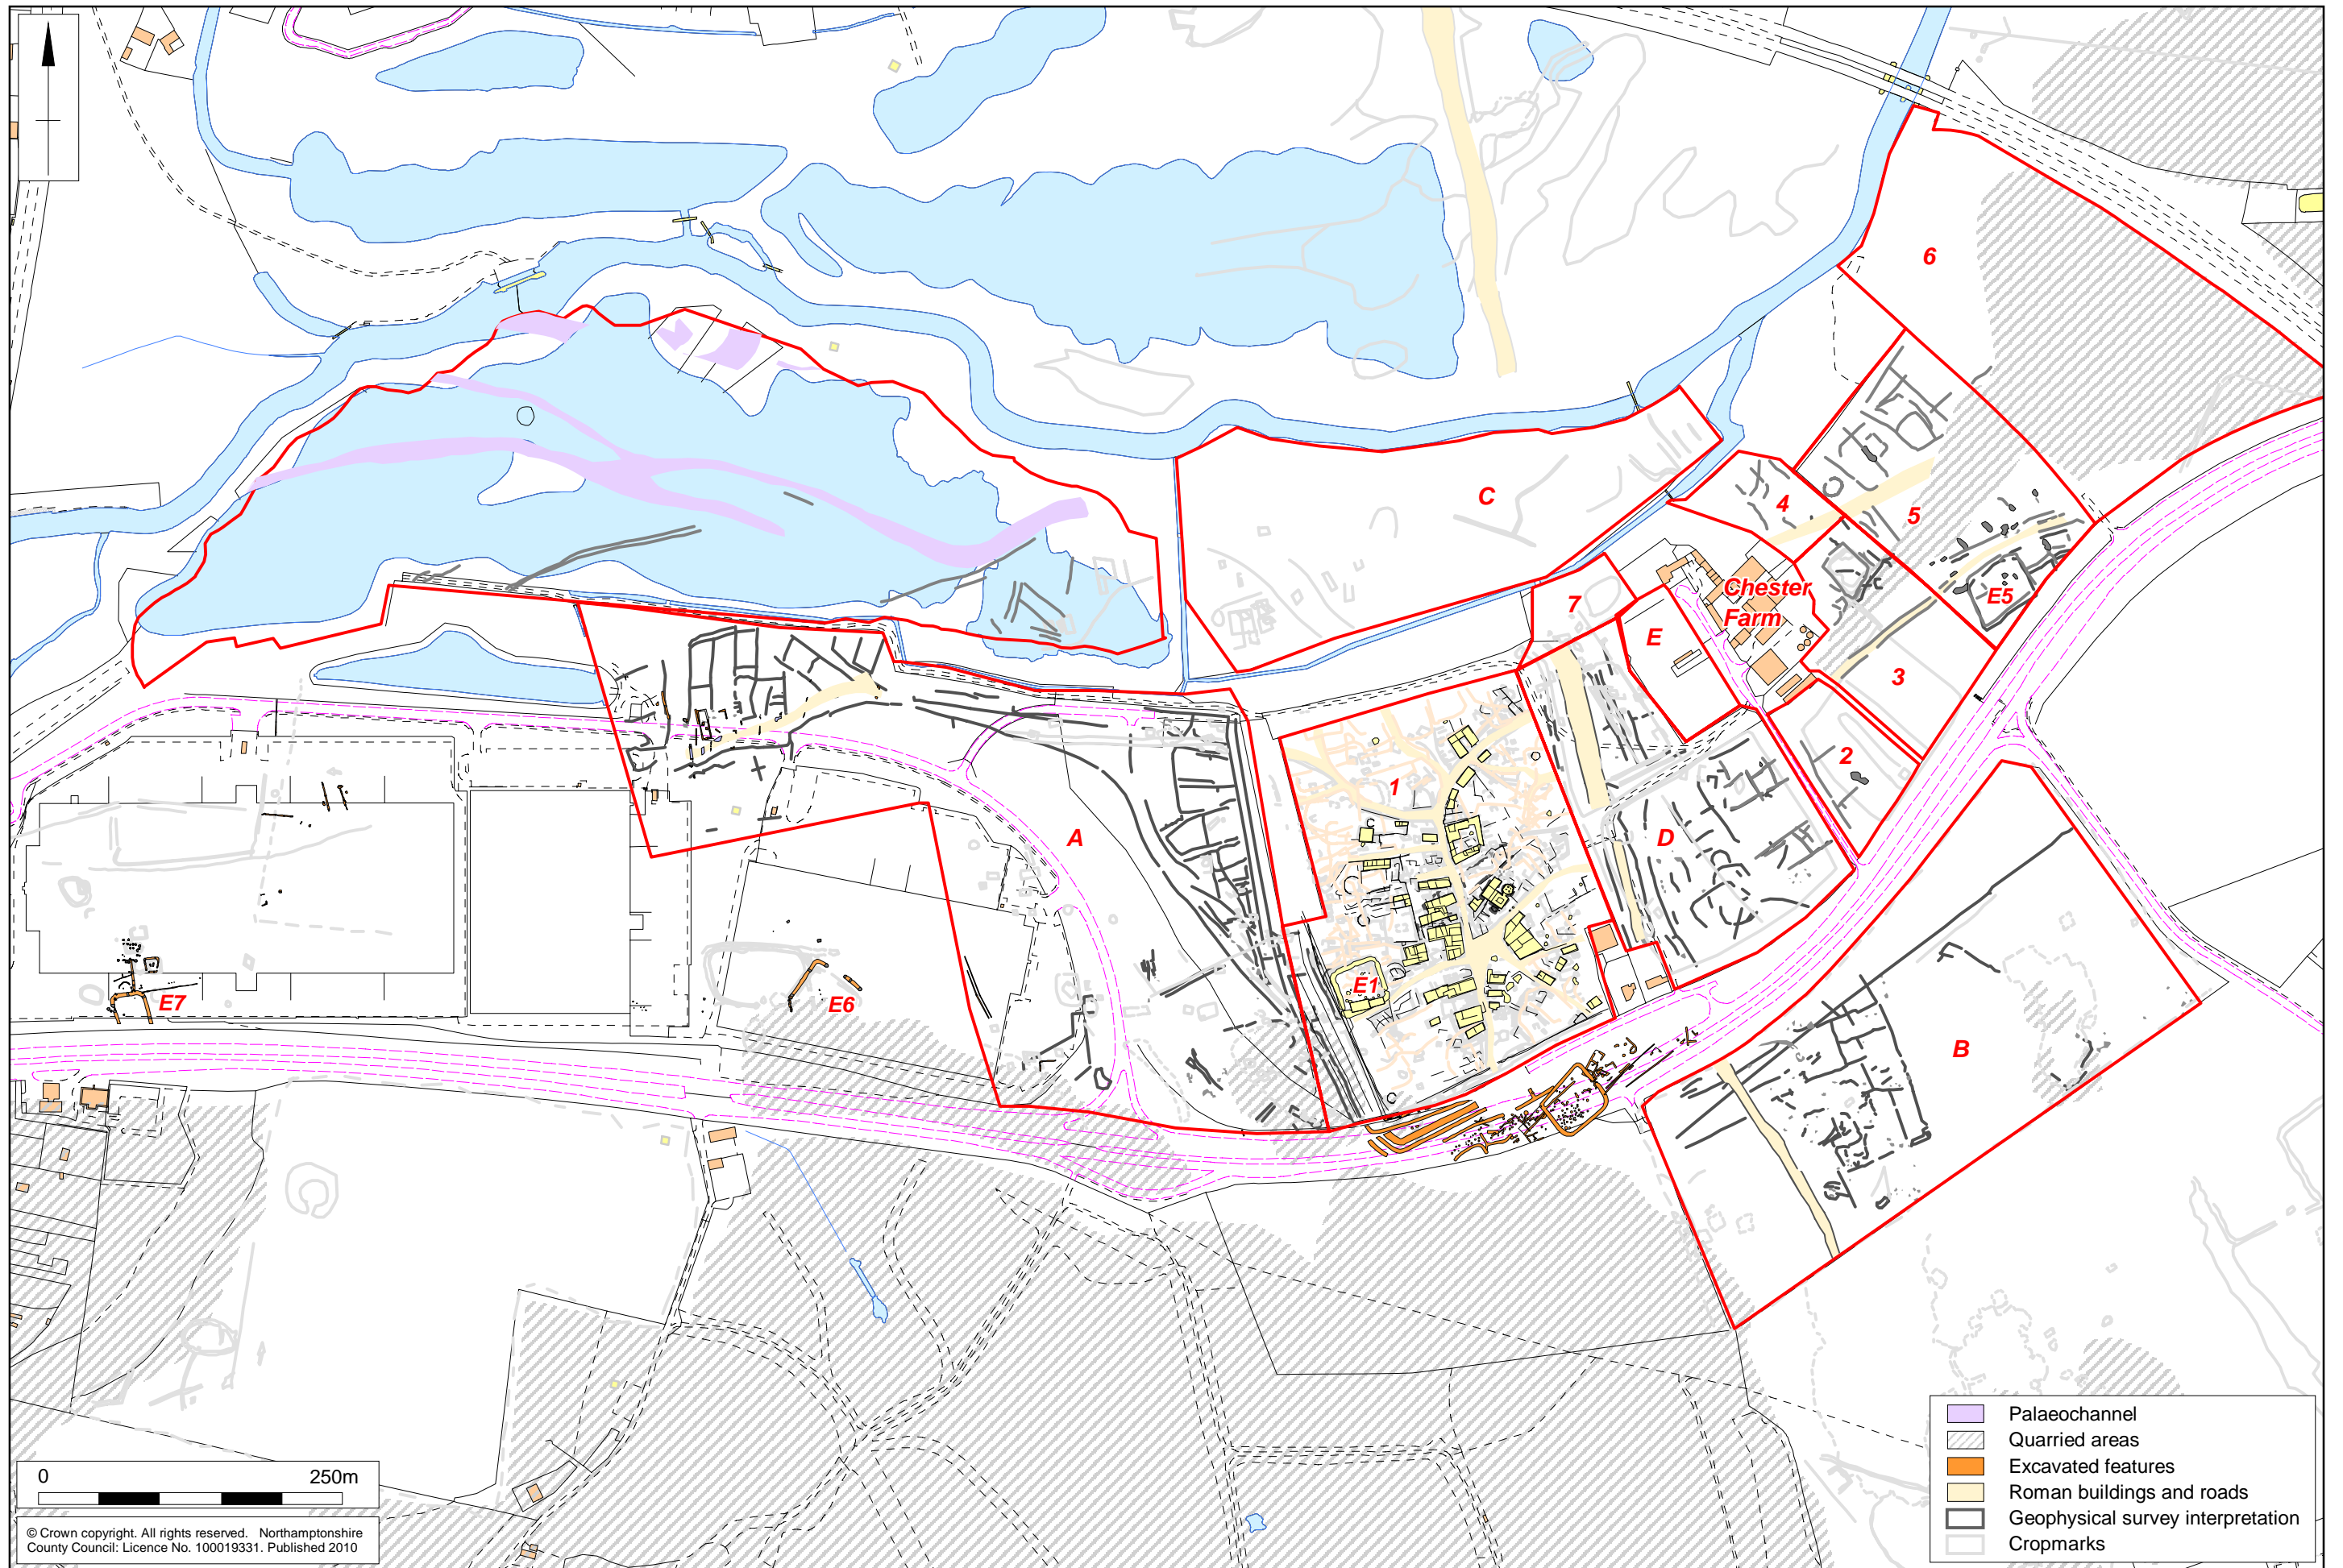 6
C
4
5
Chester
Farm
E5
7
E
3
2
1
A
D
E1
E7
E6
B
0 250m
© Crown copyright. All rights reserved. Northamptonshire
County Council: Licence No. 100019331. Published 2010
Palaeochannel
Quarried areas
Excavated features
Roman buildings and roads
Geophysical survey interpretation
Cropmarks